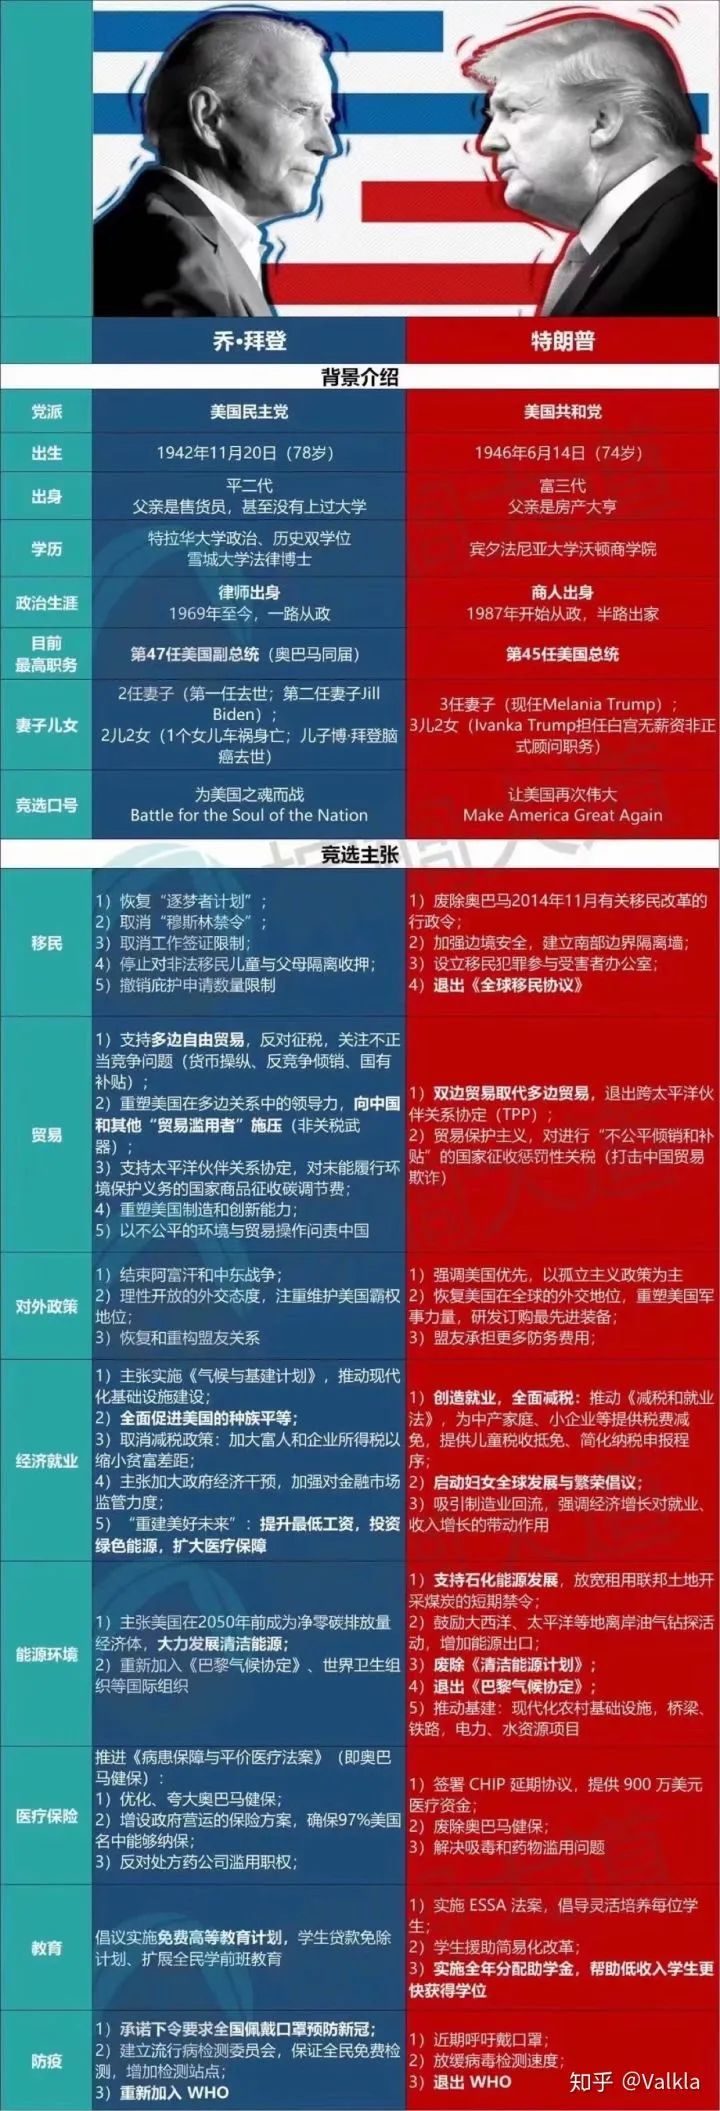 乔·拜登
特朗普
背景介绍
党派
美国民主党
美国共和党
出生
1942年11月20日（78岁）
1946年6月14日（74岁）
出身
平二代
父亲是售货员，甚至没有上过大学
富三代
父亲是房产大亨
学历
特拉华大学政治、历史双学位
雪城大学法律博士
宾夕法尼亚大学沃顿商学院
政治生涯
律师出身
1969年至今，一路从政
商人出身
1987年开始从政，半路出家
目前
最高职务
第47任美国副总统（奥巴马同届）
第45任美国总统
妻子儿女
2任妻子（第一任去世；第二任妻子Jill
Biden）；
2儿2女（1个女儿车祸身亡；儿子博·拜登脑
癌去世）
3任妻子（现任Melania Trump）；
3儿2女（Ivanka Trump担任白宫无薪资非正
式顾问职务）
竞选口号
为美国之魂而战
Battle for the Soul of the Nation
让美国再次伟大
Make America Great Again
竞选主张
移民
1）恢复“逐梦者计划”；
2）取消“穆斯林禁令”；
3）取消工作签证限制；
4）停止对非法移民儿童与父母隔离收押；
5）撤销庇护申请数量限制
1）废除奥巴马2014年11月有关移民改革的
行政令；
2）加强边境安全，建立南部边界隔离墙；
3）设立移民犯罪参与受害者办公室；
4）退出《全球移民协议》
贸易
1）支持多边自由贸易，反对征税，关注不正
当竞争问题（货币操纵、反竞争倾销、国有
补贴）；
2）重塑美国在多边关系中的领导力，向中国
和其他“贸易滥用者”施压（非关税武
器）；
3）支持太平洋伙伴关系协定，对未能履行环
境保护义务的国家商品征收碳调节费；
4）重塑美国制造和创新能力；
5）以不公平的环境与贸易操作问责中国
1）双边贸易取代多边贸易，退出跨太平洋伙
伴关系协定（TPP）；
2）贸易保护主义，对进行“不公平倾销和补
贴”的国家征收惩罚性关税（打击中国贸易
欺诈）
对外政策
1）结束阿富汗和中东战争；
2）理性开放的外交态度，注重维护美国霸权
地位；
3）恢复和重构盟友关系
1）强调美国优先，以孤立主义政策为主
2）恢复美国在全球的外交地位，重塑美国军
事力量，研发订购最先进装备；
3）盟友承担更多防务费用；
经济就业
1）主张实施《气候与基建计划》，推动现代
化基础设施建设；
2）全面促进美国的种族平等；
3）取消减税政策：加大富人和企业所得税以
缩小贫富差距；
4）主张加大政府经济干预，加强对金融市场
监管力度；
5）“重建美好未来”：提升最低工资，投资
绿色能源，扩大医疗保障
1）创造就业，全面减税：推动《减税和就业
法》，为中产家庭、小企业等提供税费减
免，提供儿童税收抵免、简化纳税申报程
序；
2）启动妇女全球发展与繁荣倡议；
3）吸引制造业回流，强调经济增长对就业、
收入增长的带动作用
能源环境
1）主张美国在2050年前成为净零碳排放量
经济体，大力发展清洁能源；
2）重新加入《巴黎气候协定》、世界卫生组
织等国际组织
1）支持石化能源发展，放宽租用联邦土地开
采煤炭的短期禁令；
2）鼓励大西洋、太平洋等地离岸油气钻探活
动，增加能源出口；
3）废除《清洁能源计划》；
4）退出《巴黎气候协定》；
5）推动基建：现代化农村基础设施，桥梁、
铁路，电力、水资源项目
医疗保险
推进《病患保障与平价医疗法案》（即奥巴
马健保）：
1）优化、夸大奥巴马健保；
2）增设政府营运的保险方案，确保97%美国
名中能够纳保；
3）反对处方药公司滥用职权；
1）签署 CHIP 延期协议，提供 900 万美元
医疗资金；
2）废除奥巴马健保；
3）解决吸毒和药物滥用问题
教育
倡议实施免费高等教育计划，学生贷款免除
计划、扩展全民学前班教育
1）实施 ESSA 法案，倡导灵活培养每位学
生；
2）学生援助简易化改革；
3）实施全年分配助学金，帮助低收入学生更
快获得学位
防疫
1）承诺下令要求全国佩戴口罩预防新冠；
2）建立流行病检测委员会，保证全民免费检
测，增加检测站点；
3）重新加入 WHO
1）近期呼吁戴口罩；
2）放缓病毒检测速度；
3）退出 WHO
知乎 @Valkla